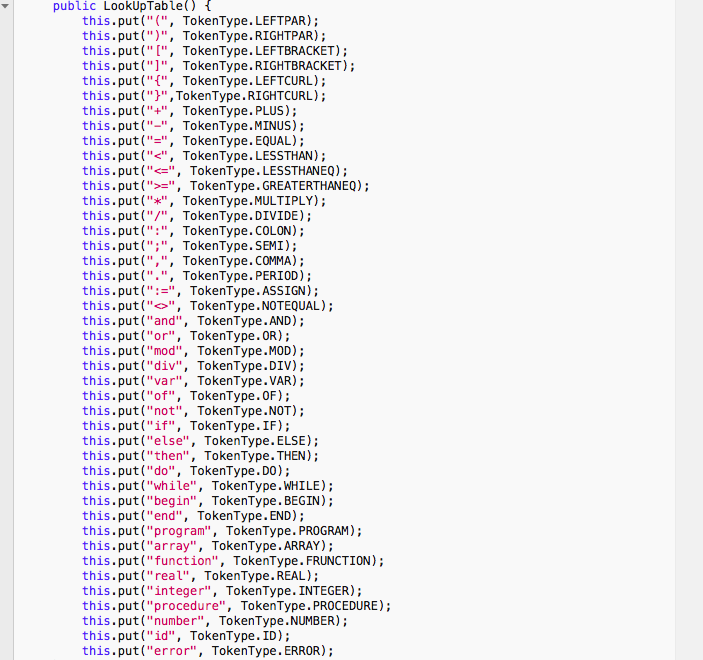 public LookUpTable() {
this.put("(", TokenType.LEFTPAR);
this.put(")", TokenType.RIGHTPAR);
this.put("[", TokenType.LEFTBRACKET);
this.put("]", TokenType.RIGHTBRACKET);
this.put("{", TokenType.LEFTCURL);
this.put("}",TokenType.RIGHTCURL);
this.put("+", TokenType.PLUS);
this.put("-", TokenType.MINUS);
this.put("=", TokenType.EQUAL);
this.put("<", TokenType.LESSTHAN);
this.put("<=", TokenType.LESSTHANEQ);
this.put(">=", TokenType.GREATERTHANEQ);
this.put("*", TokenType.MULTIPLY);
this.put("/", TokenType.DIVIDE);
this.put(":", TokenType.COLON);
this.put(";", TokenType.SEMI);
this.put(",", TokenType.COMMA);
this.put(".", TokenType.PERIOD);
this.put(":=", TokenType.ASSIGN);
this.put("<>", TokenType.NOTEQUAL);
this.put("and", TokenType.AND);
this.put("or", TokenType.OR);
this.put("mod", TokenType.MOD);
this.put("div", TokenType.DIV);
this.put("var", TokenType.VAR);
this.put("of", TokenType.OF);
this.put("not", TokenType.NOT);
this.put("if", TokenType.IF);
this.put("else", TokenType.ELSE);
this.put("then", TokenType.THEN);
this.put("do", TokenType.DO);
this.put("while", TokenType.WHILE);
this.put("begin", TokenType.BEGIN);
this.put("end", TokenType.END);
this.put("program", TokenType.PROGRAM);
this.put("array", TokenType.ARRAY);
this.put("function", TokenType.FRUNCTION);
this.put("real", TokenType.REAL);
this.put("integer", TokenType.INTEGER);
this.put("procedure", TokenType.PROCEDURE);
this.put("number", TokenType.NUMBER);
this.put("id", TokenType.ID);
this.put("error", TokenType.ERROR);